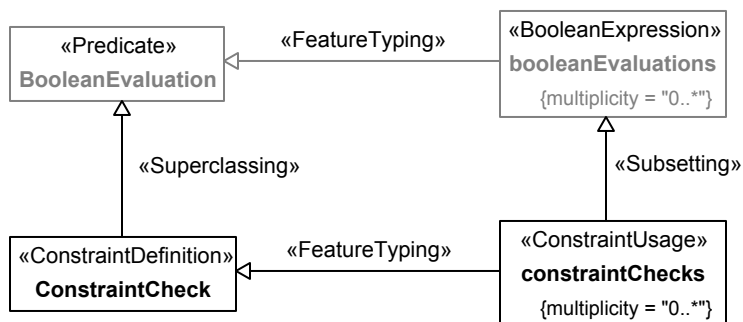 «Predicate»
BooleanEvaluation
«FeatureTyping»
«BooleanExpression»
booleanEvaluations
{multiplicity = "0..*"}
«Superclassing»
«Subsetting»
«ConstraintDefinition»
ConstraintCheck
«FeatureTyping»
«ConstraintUsage»
constraintChecks
{multiplicity = "0..*"}